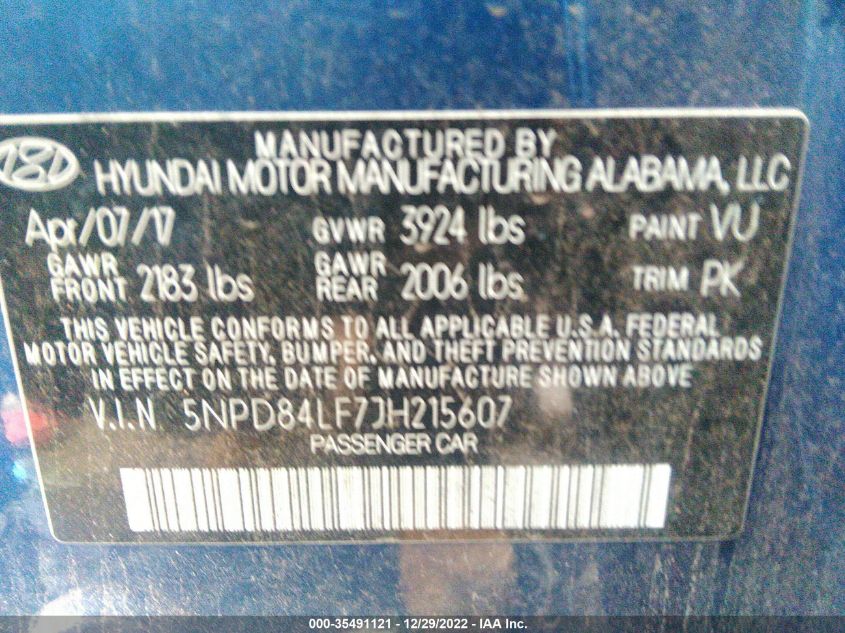 MANUFACTURED BY
HYUNDAI MOTOR MANUFACTURING ALABAMA, LLC
Apr/07/17 GVWR 3924 lbs PAINT VU
GAWR FRONT 2183 lbs GAWR REAR 2006 lbs TRIM PK
THIS VEHICLE CONFORMS TO ALL APPLICABLE U.S.A. FEDERAL
MOTOR VEHICLE SAFETY, BUMPER, AND THEFT PREVENTION STANDARDS
IN EFFECT ON THE DATE OF MANUFACTURE SHOWN ABOVE
V.I.N 5NPD84LF7JH215607
PASSENGER CAR
000-35491121 - 12/29/2022 - IAA Inc.